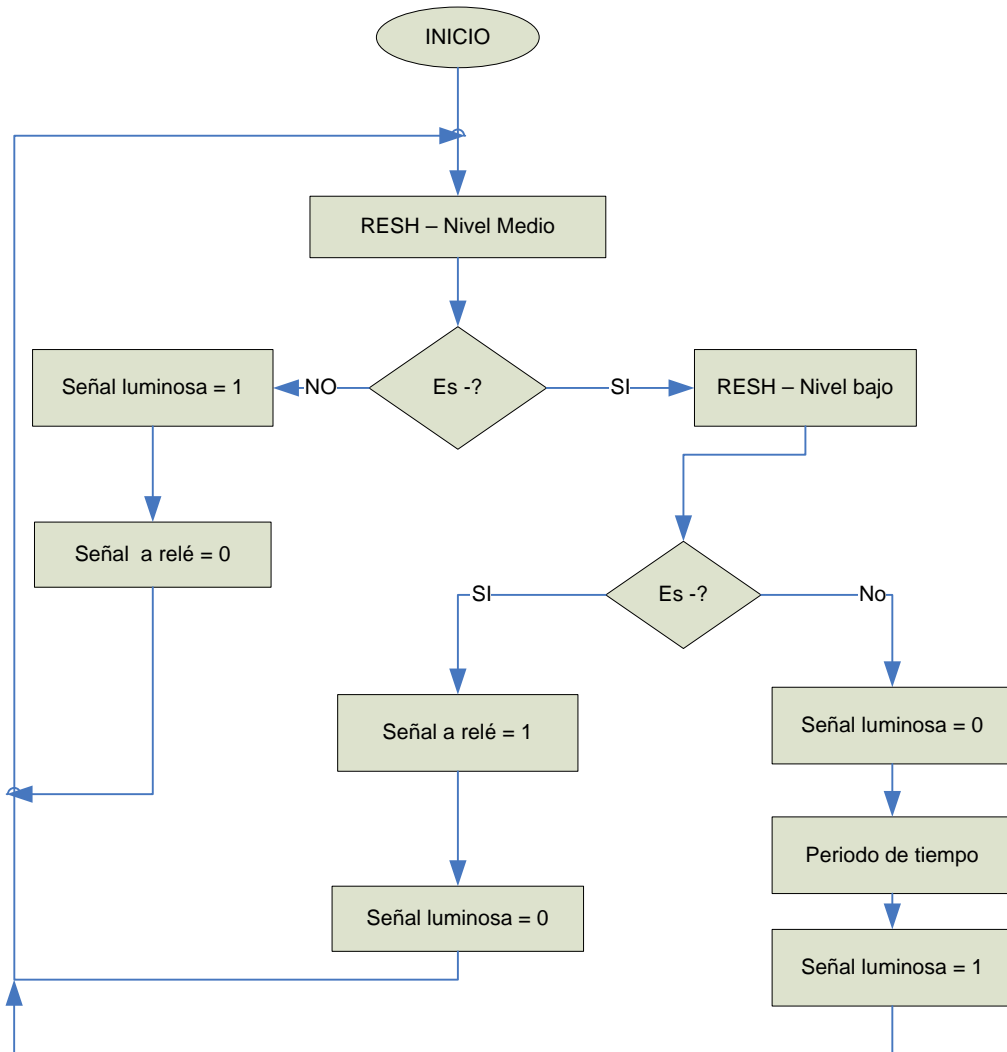 INICIO
RESH – Nivel Medio
Es -?
NO
SI
Señal luminosa = 1
RESH – Nivel bajo
Señal a relé = 0
Es -?
SI
No
Señal a relé = 1
Señal luminosa = 0
Periodo de tiempo
Señal luminosa = 0
Señal luminosa = 1